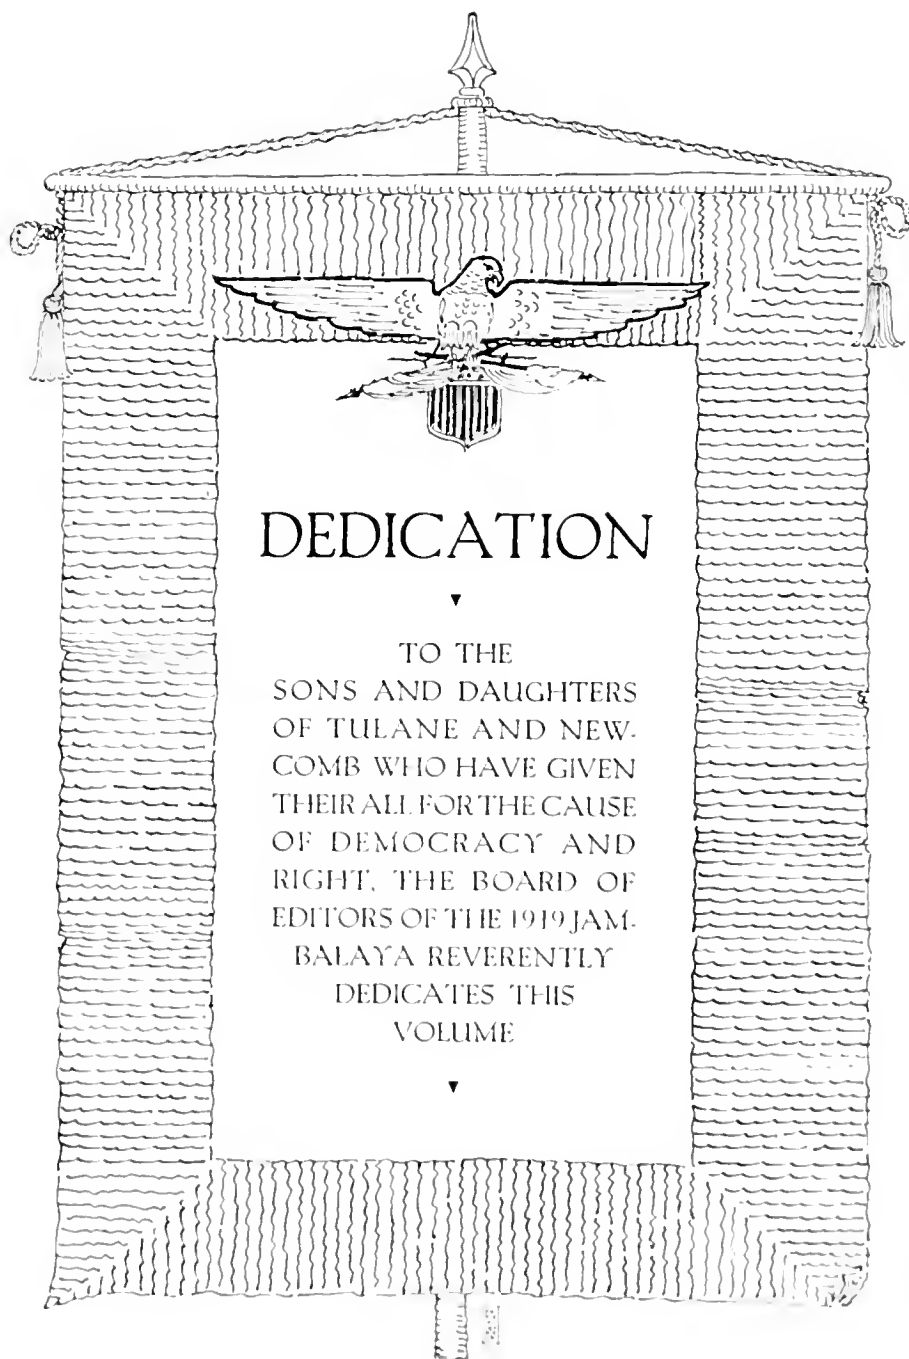 DEDICATION
TO THE
SONS AND DAUGHTERS
OF TULANE AND NEW-
COMB WHO HAVE GIVEN
THEIR ALL FOR THE CAUSE
OF DEMOCRACY AND
RIGHT, THE BOARD OF
EDITORS OF THE 1919 JAM-
BALAYA REVERENTLY
DEDICATES THIS
VOLUME